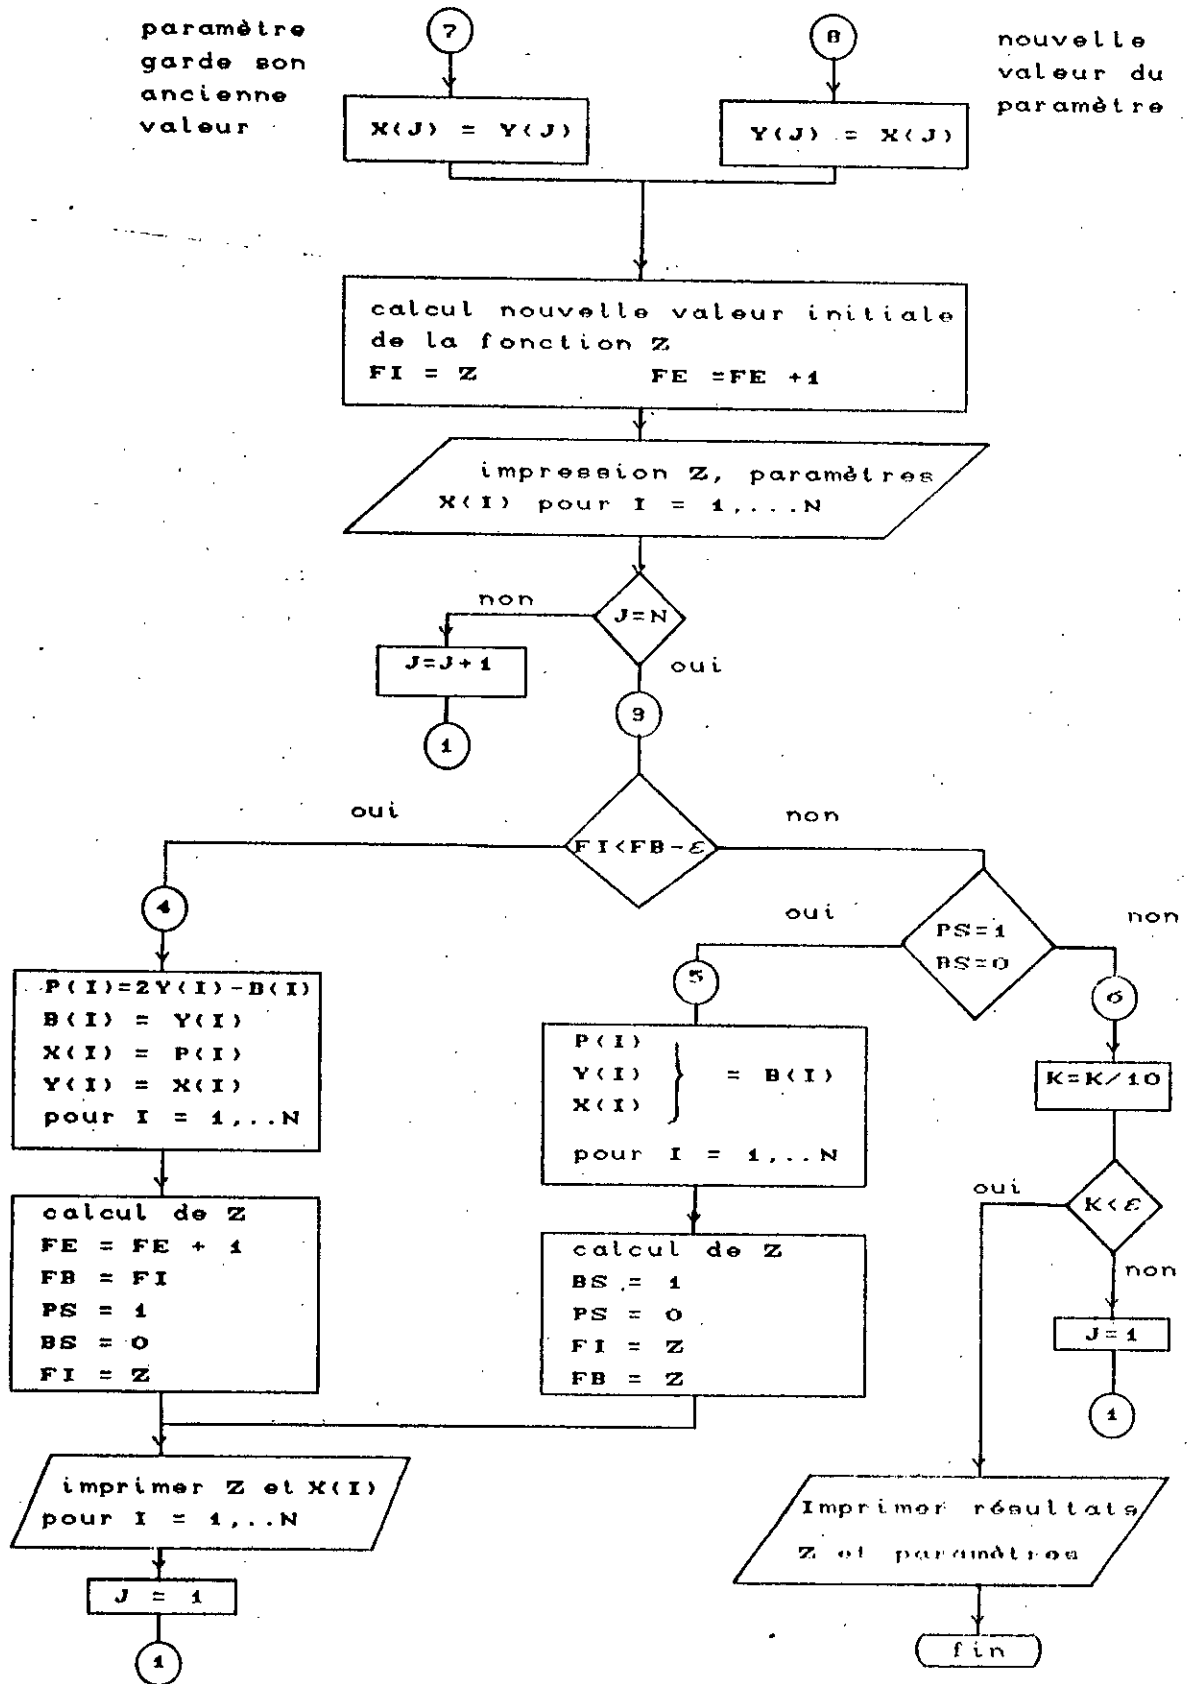 paramètre
garde son
ancienne
valeur
7
8
nouvelle
valeur du
paramètre
X(J) = Y(J)
Y(J) = X(J)
calcul nouvelle valeur initiale
de la fonction Z
FI = Z FE =FE +1
impression Z, paramètres
X(I) pour I = 1,...N
non
J=N
J=J+1
oui
1
3
oui
non
FI<FB-ε
4
oui
PS=1
BS=0
non
5
6
P(I)=2Y(I)-B(I)
B(I) = Y(I)
X(I) = P(I)
Y(I) = X(I)
pour I = 1,..N
P(I)
Y(I) } = B(I)
X(I)
pour I = 1,..N
K=K/10
oui
K<ε
non
calcul de Z
FE = FE + 1
FB = FI
PS = 1
BS = 0
FI = Z
calcul de Z
BS = 1
PS = 0
FI = Z
FB = Z
J=1
1
imprimer Z et X(I)
pour I = 1,..N
J = 1
1
Imprimer résultats
Z et paramètres
fin